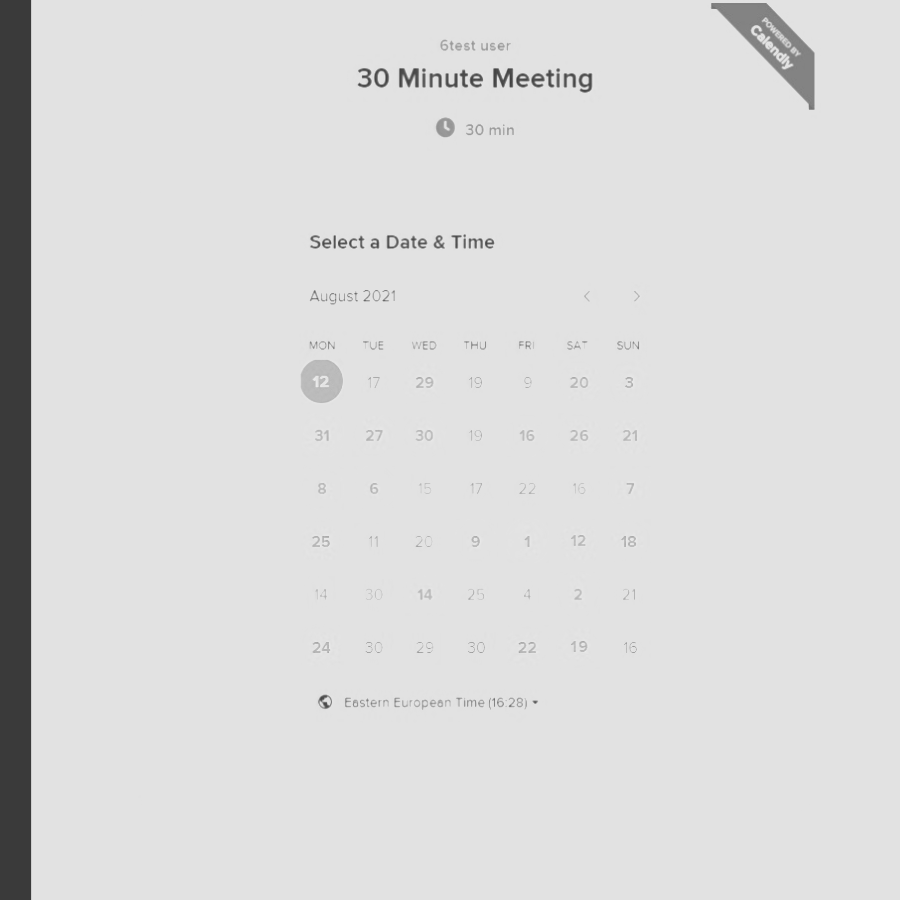 6test user
30 Minute Meeting
30 min
POWERED BY
Calendly
Select a Date & Time
August 2021
MON TUE WED THU FRI SAT SUN
12 17 29 19 9 20 3
31 27 30 19 16 26 21
8 6 15 17 22 16 7
25 11 20 9 1 12 18
14 30 14 25 4 2 21
24 30 29 30 22 19 16
Eastern European Time (16:28)